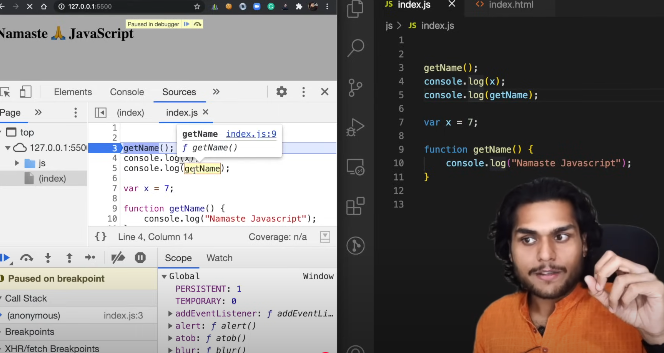 127.0.0.1:5500
Paused in debugger
Namaste 🙏 JavaScript
Elements Console Sources »
Page » (index) index.js ×
top
127.0.0.1:5500
js
(index)
1
2
3 getName();
4 console.log(x);
5 console.log(getName);
6
7 var x = 7;
8
9 function getName() {
10 console.log("Namaste Javascript");
getName index.js:9
ƒ getName()
{} Line 4, Column 14 Coverage: n/a
Paused on breakpoint
Call Stack
(anonymous) index.js:3
Breakpoints
XHR/fetch Breakpoints
Scope Watch
Global Window
PERSISTENT: 1
TEMPORARY: 0
addEventListener: ƒ addEventLi…
alert: ƒ alert()
atob: ƒ atob()
blur: ƒ blur()
JS index.js × <> index.html
js > JS index.js
1
2
3 getName();
4 console.log(x);
5 console.log(getName);
6
7 var x = 7;
8
9 function getName() {
10 console.log("Namaste Javascript");
11 }
12
13